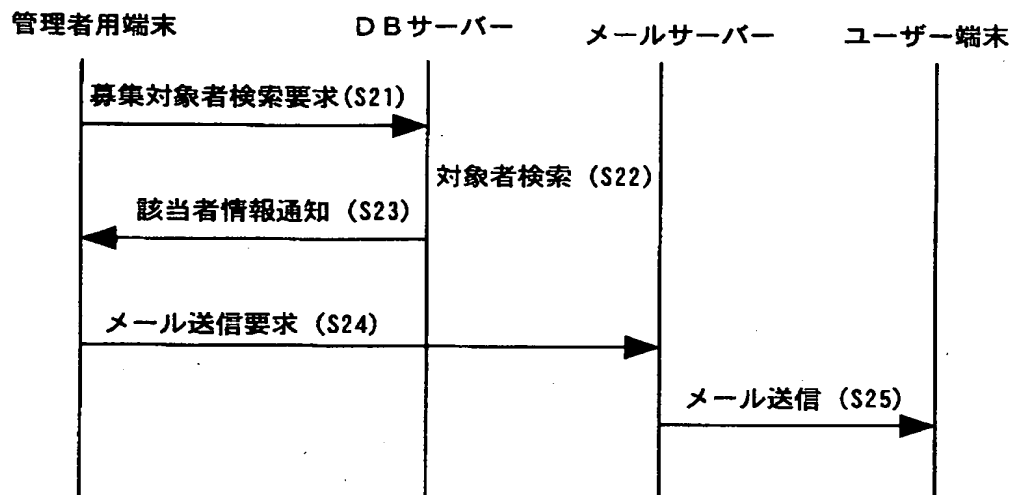 管理者用端末
DBサーバー
メールサーバー
ユーザー端末
募集対象者検索要求(S21)
対象者検索 (S22)
該当者情報通知 (S23)
メール送信要求 (S24)
メール送信 (S25)